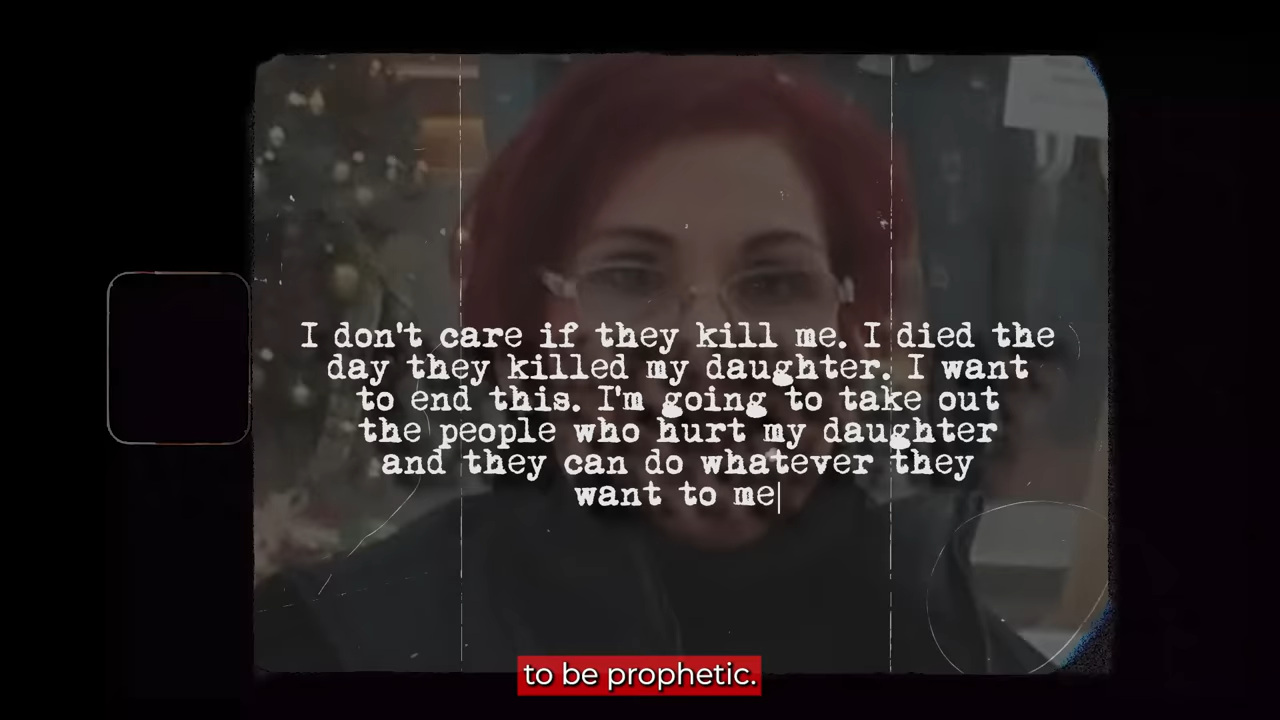 I don't care if they kill me. I died the
day they killed my daughter. I want
to end this. I'm going to take out
the people who hurt my daughter
and they can do whatever they
want to me
to be prophetic.